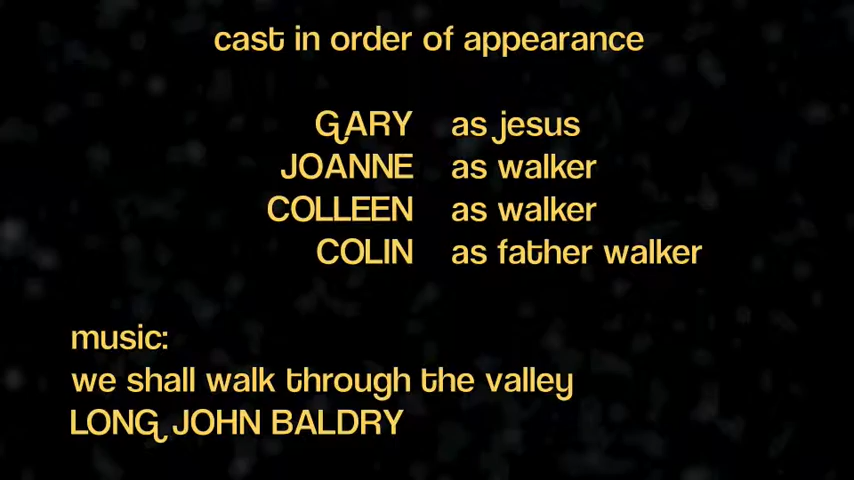 cast in order of appearance
GARY as jesus
JOANNE as walker
COLLEEN as walker
COLIN as father walker
music:
we shall walk through the valley
LONG JOHN BALDRY